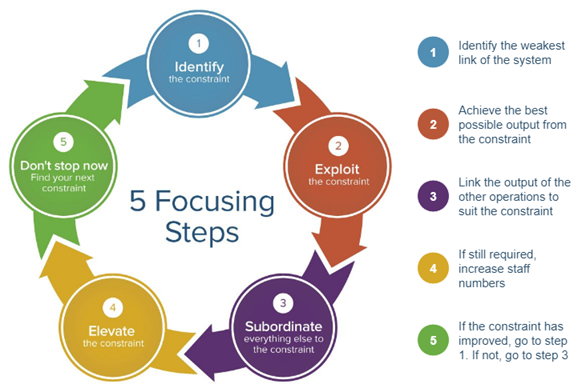 1
Identify
the constraint
2
Exploit
the constraint
3
Subordinate
everything else to
the constraint
4
Elevate
the constraint
5
Don't stop now
Find your next
constraint
5 Focusing
Steps
1
Identify the weakest
link of the system
2
Achieve the best
possible output from
the constraint
3
Link the output of the
other operations to
suit the constraint
4
If still required,
increase staff
numbers
5
If the constraint has
improved, go to step
1. If not, go to step 3